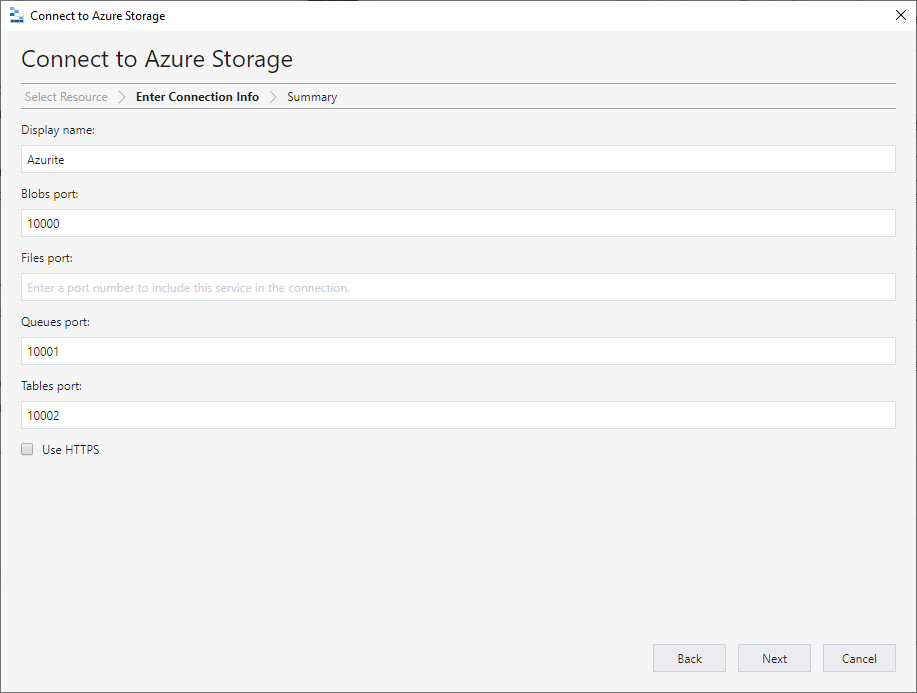 Connect to Azure Storage
Connect to Azure Storage
Select Resource Enter Connection Info Summary
Display name:
Azurite
Blobs port:
10000
Files port:
Enter a port number to include this service in the connection.
Queues port:
10001
Tables port:
10002
Use HTTPS
Back Next Cancel